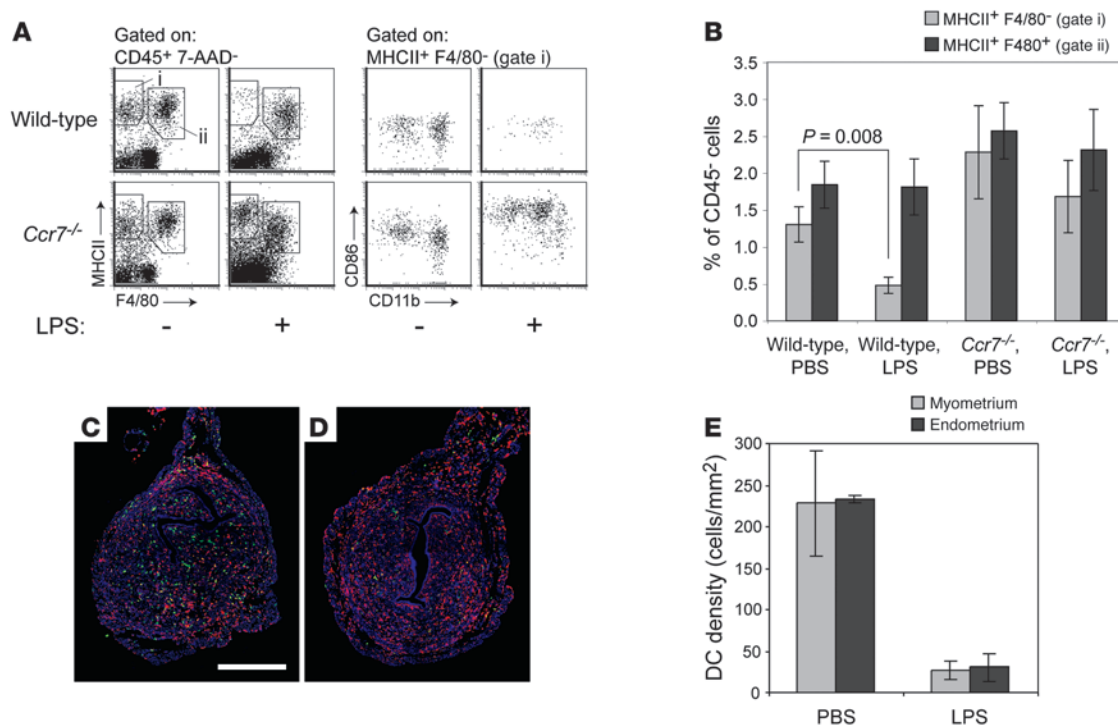 A
Gated on:
CD45+ 7-AAD-
Gated on:
MHCII+ F4/80- (gate i)
Wild-type
i
ii
Ccr7-/-
MHCII
F4/80
CD86
CD11b
LPS:
-
+
-
+
B
MHCII+ F4/80- (gate i)
MHCII+ F480+ (gate ii)
% of CD45- cells
3.5
3.0
2.5
2.0
1.5
1.0
0.5
0.0
P = 0.008
Wild-type,
PBS
Wild-type,
LPS
Ccr7-/-,
PBS
Ccr7-/-,
LPS
C
D
E
Myometrium
Endometrium
DC density (cells/mm2)
300
250
200
150
100
50
0
PBS
LPS